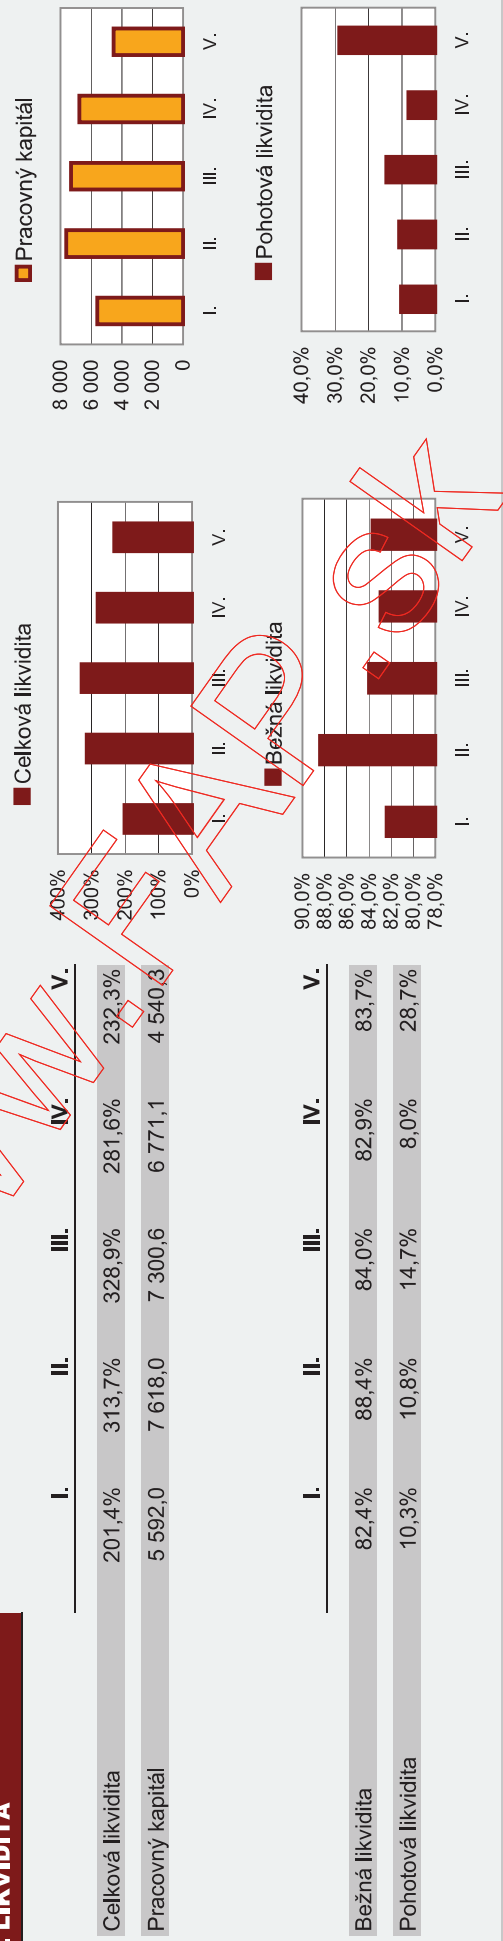 LIKVIDITA
I. II. III. IV. V.
Celková likvidita 201,4% 313,7% 328,9% 281,6% 232,3%
Pracovný kapitál 5 592,0 7 618,0 7 300,6 6 771,1 4 540,3
I. II. III. IV. V.
Bežná likvidita 82,4% 88,4% 84,0% 82,9% 83,7%
Pohotová likvidita 10,3% 10,8% 14,7% 8,0% 28,7%
Celková likvidita
400%
300%
200%
100%
0%
I. II. III. IV. V.
Pracovný kapitál
8 000
6 000
4 000
2 000
0
I. II. III. IV. V.
Bežná likvidita
90,0%
88,0%
86,0%
84,0%
82,0%
80,0%
78,0%
I. II. III. IV. V.
Pohotová likvidita
40,0%
30,0%
20,0%
10,0%
0,0%
I. II. III. IV. V.
W.FAPD.SK